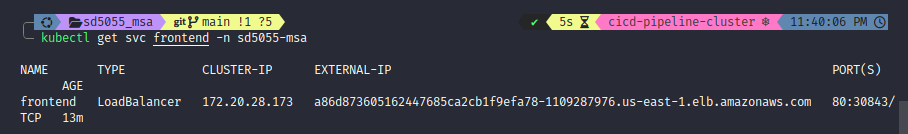 sd5055_msa git main !1 ?5 ✔ 5s cicd-pipeline-cluster 11:40:06 PM
kubectl get svc frontend -n sd5055-msa
NAME TYPE CLUSTER-IP EXTERNAL-IP PORT(S)
AGE
frontend LoadBalancer 172.20.28.173 a86d873605162447685ca2cb1f9efa78-1109287976.us-east-1.elb.amazonaws.com 80:30843/
TCP 13m